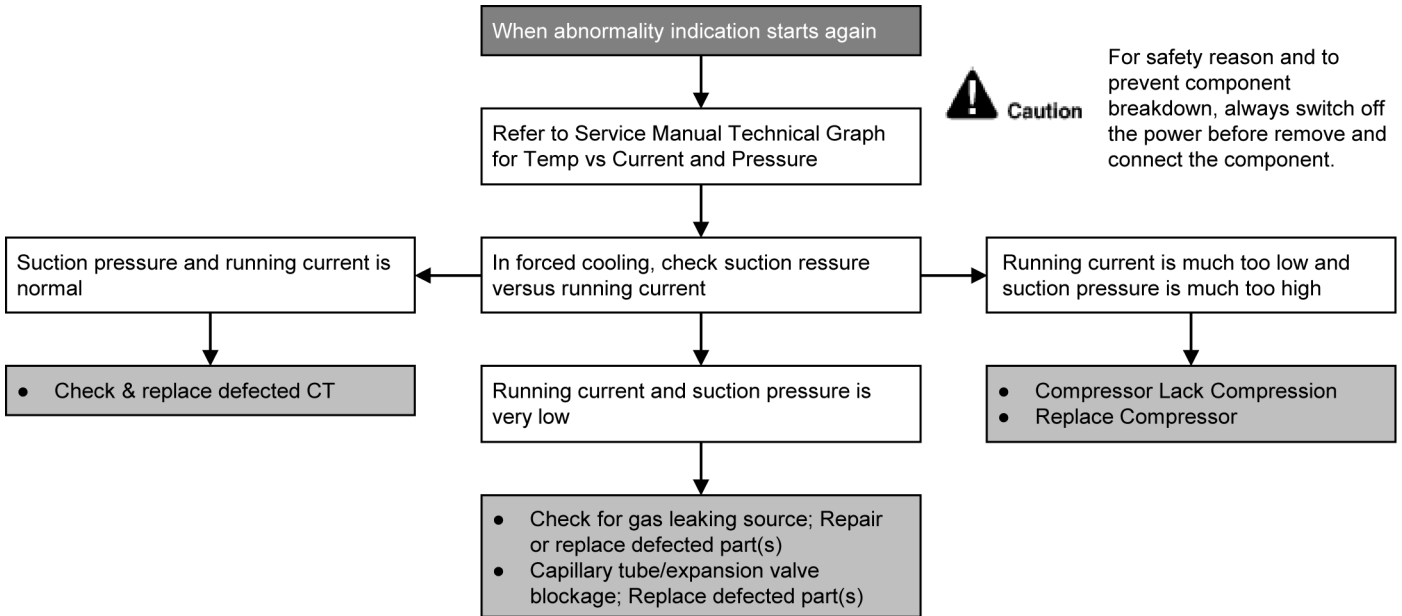 When abnormality indication starts again
For safety reason and to
prevent component
breakdown, always switch off
the power before remove and
connect the component.
Caution
Refer to Service Manual Technical Graph
for Temp vs Current and Pressure
Suction pressure and running current is
normal
In forced cooling, check suction ressure
versus running current
Running current is much too low and
suction pressure is much too high
● Check & replace defected CT
Running current and suction pressure is
very low
● Compressor Lack Compression
● Replace Compressor
● Check for gas leaking source; Repair
or replace defected part(s)
● Capillary tube/expansion valve
blockage; Replace defected part(s)